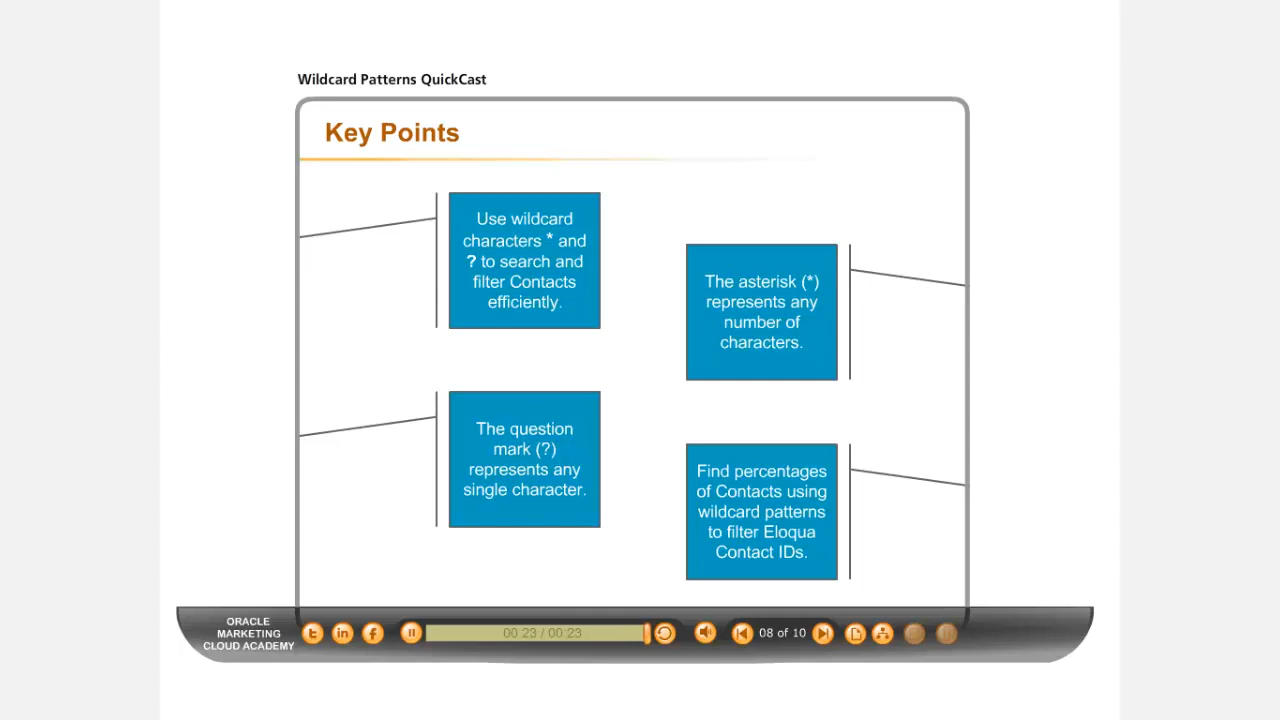 Wildcard Patterns QuickCast
Key Points
Use wildcard
characters * and
? to search and
filter Contacts
efficiently.
The asterisk (*)
represents any
number of
characters.
The question
mark (?)
represents any
single character.
Find percentages
of Contacts using
wildcard patterns
to filter Eloqua
Contact IDs.
ORACLE
MARKETING
CLOUD ACADEMY
00:23 / 00:23
08 of 10